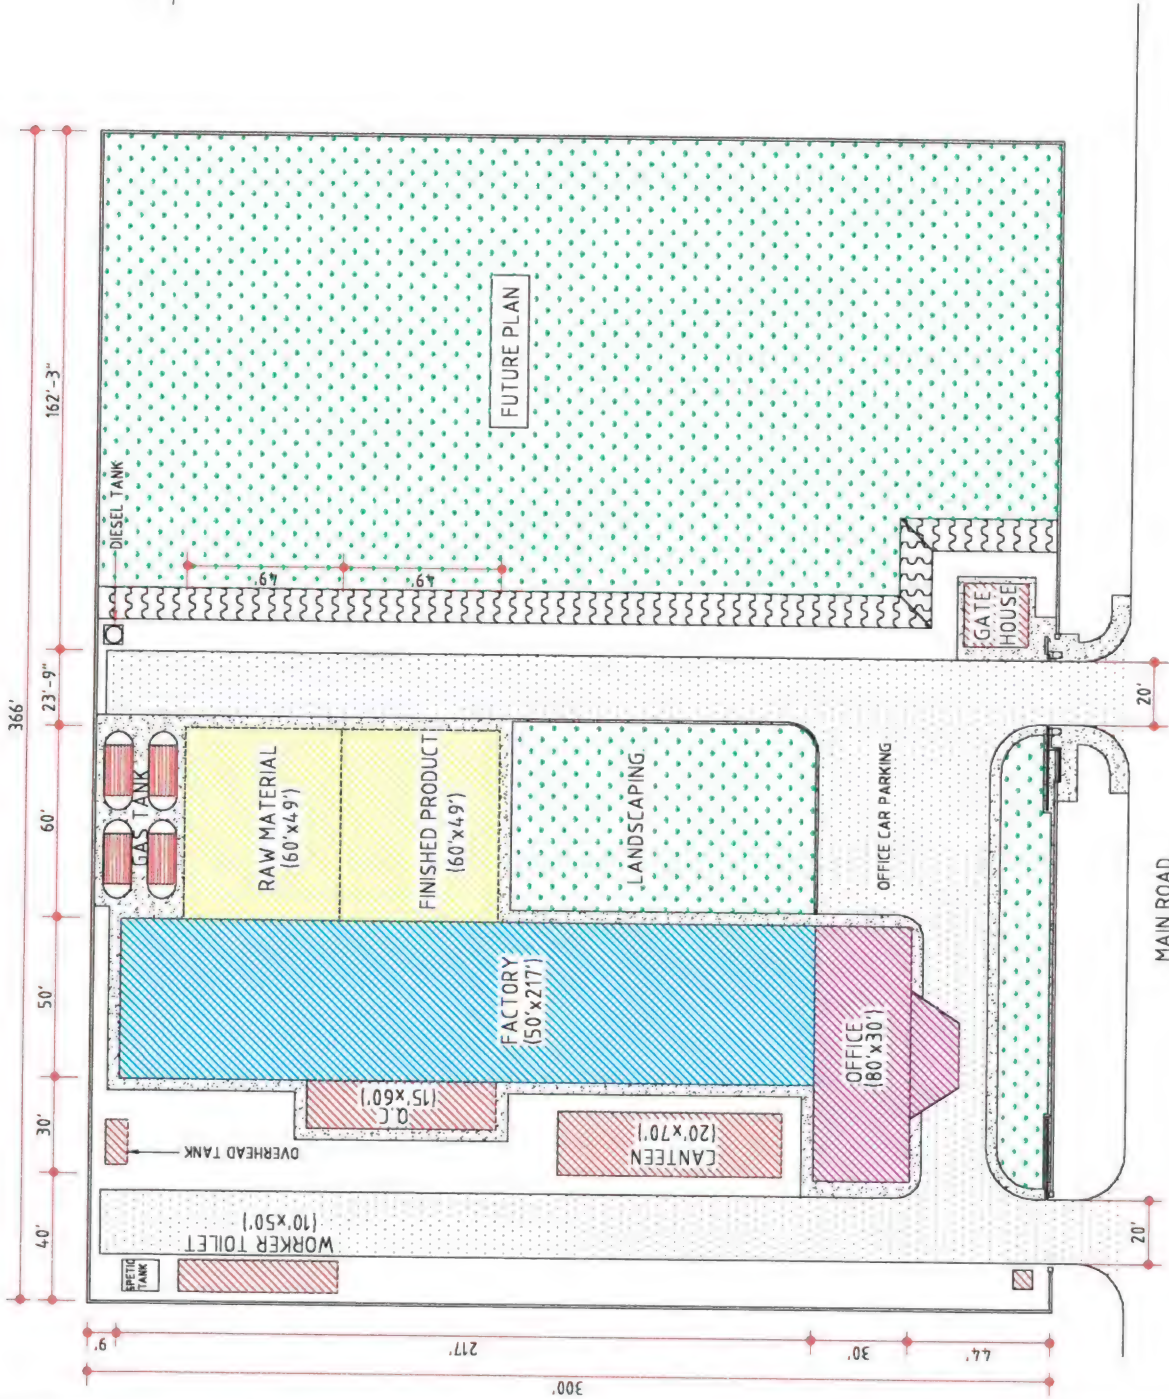 366'
162'-3"
23'-9"
60'
50'
30'
40'
DIESEL TANK
49'
49'
FUTURE PLAN
GAS TANK
RAW MATERIAL
(60'x49')
FINISHED PRODUCT
(60'x49')
LANDSCAPING
OFFICE CAR PARKING
GATE
HOUSE
20'
MAIN ROAD
FACTORY
(50'x217')
OFFICE
(80'x30')
Q.C
(15'x60')
CANTEEN
(20'x70')
OVERHEAD TANK
WORKER TOILET
(10'x50')
SPETIC
TANK
20'
9'
217'
30'
44'
300'